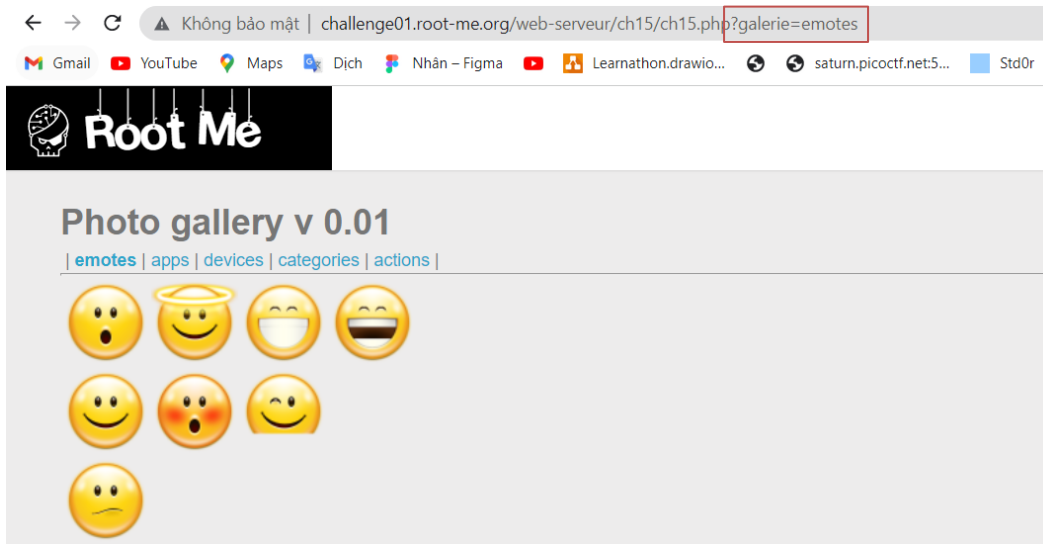 Không bảo mật | challenge01.root-me.org/web-serveur/ch15/ch15.php?galerie=emotes
Gmail YouTube Maps Dịch Nhân – Figma Learnathon.drawio... saturn.picoctf.net:5... Std0r
Root Me
Photo gallery v 0.01
| emotes | apps | devices | categories | actions |